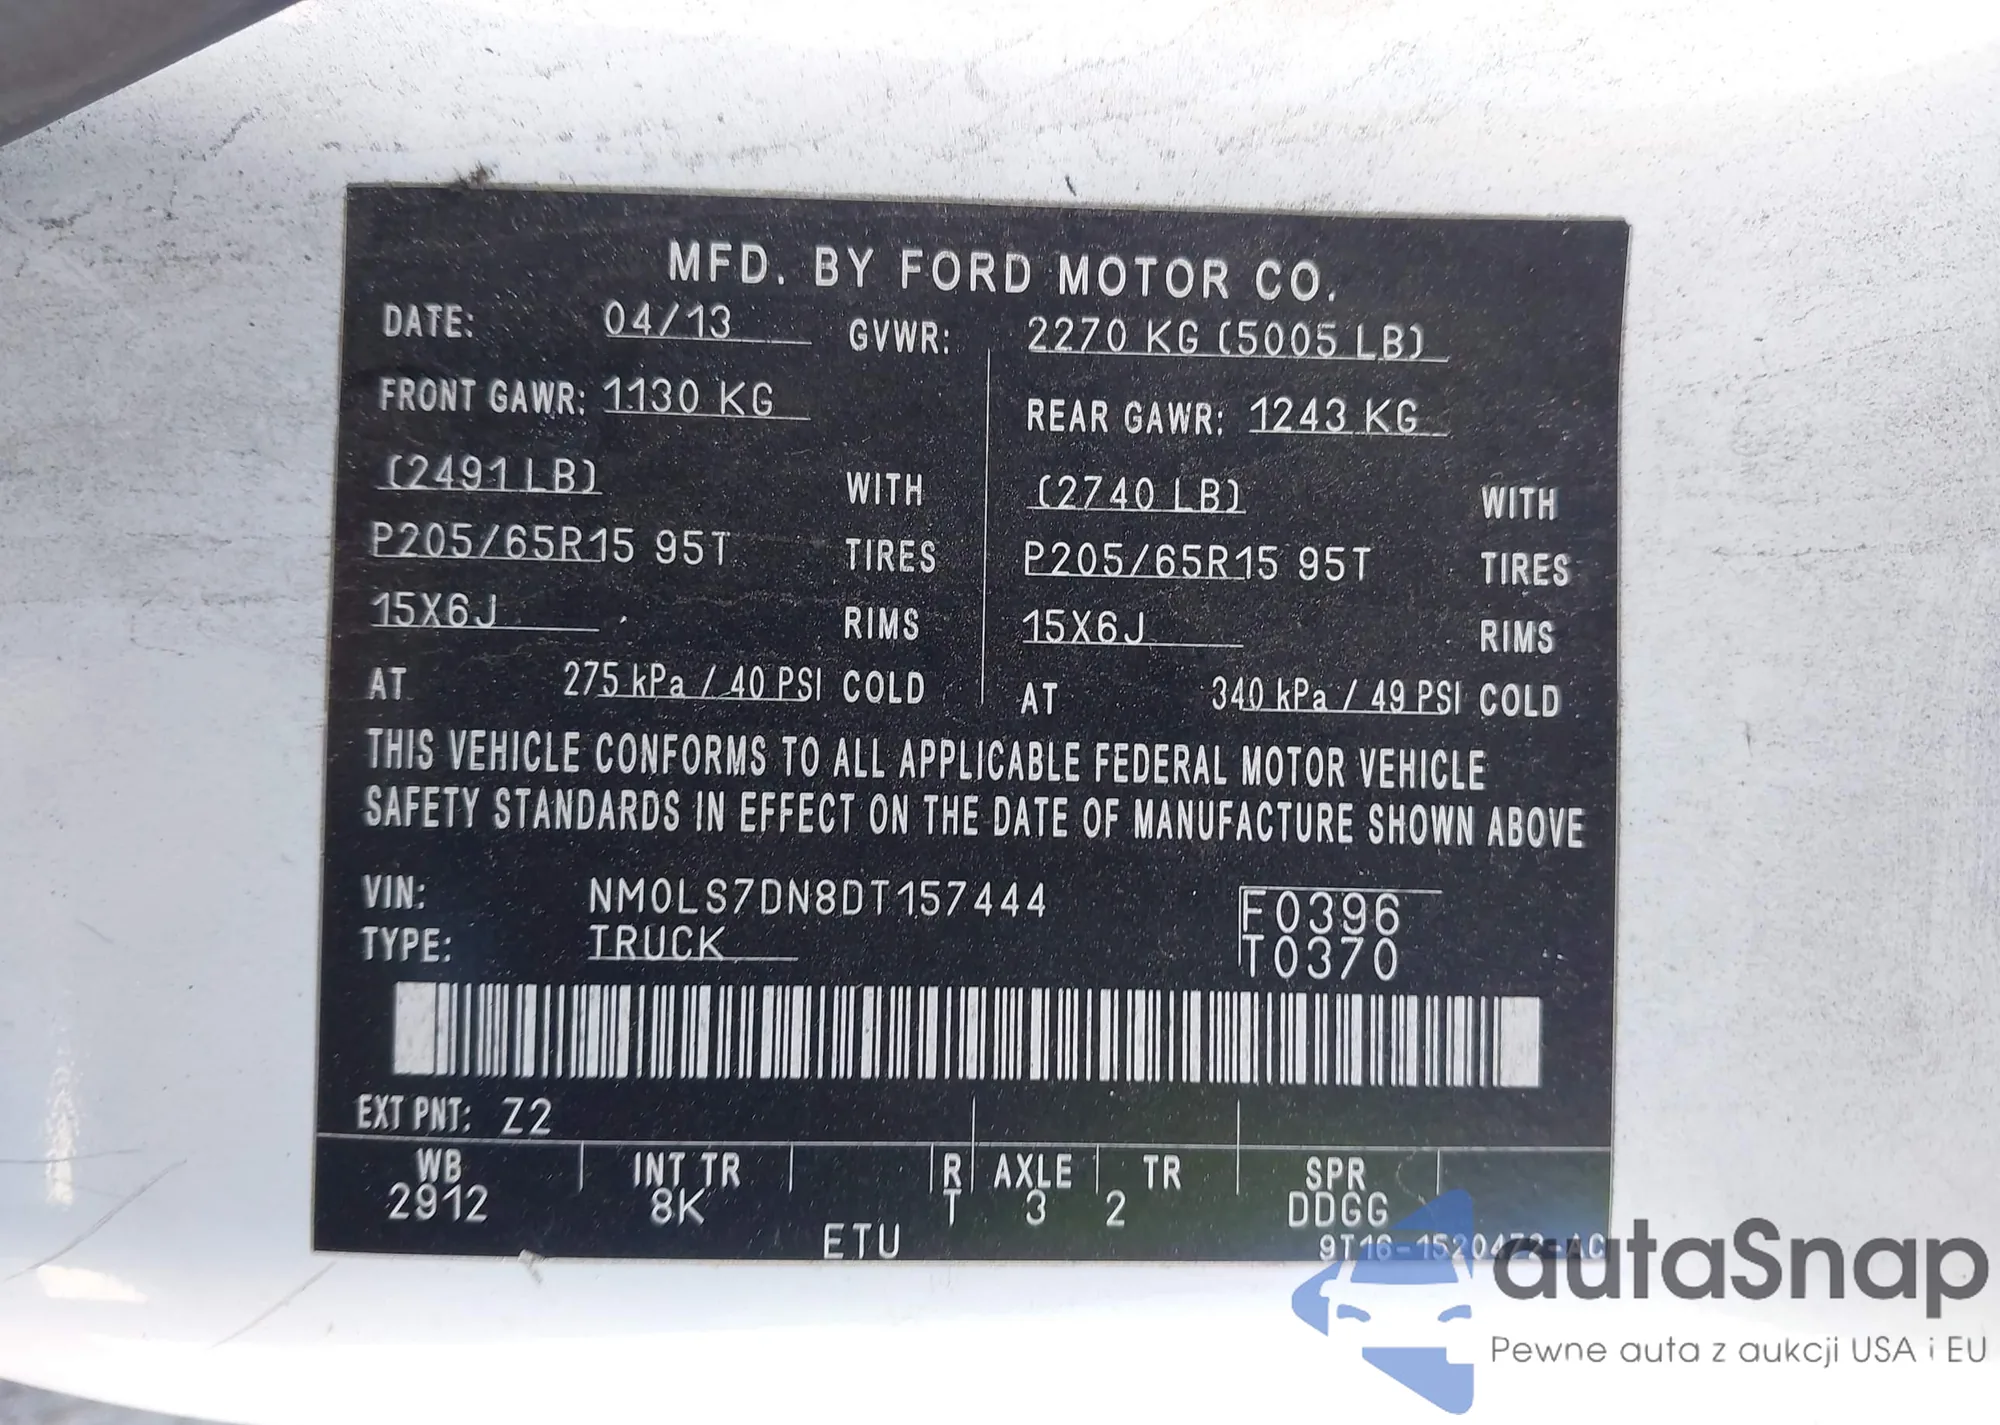 MFD. BY FORD MOTOR CO.
DATE: 04/13 GVWR: 2270 KG (5005 LB)
FRONT GAWR: 1130 KG REAR GAWR: 1243 KG
(2491 LB) WITH (2740 LB) WITH
P205/65R15 95T TIRES P205/65R15 95T TIRES
15X6J RIMS 15X6J RIMS
AT 275 kPa / 40 PSI COLD AT 340 kPa / 49 PSI COLD
THIS VEHICLE CONFORMS TO ALL APPLICABLE FEDERAL MOTOR VEHICLE
SAFETY STANDARDS IN EFFECT ON THE DATE OF MANUFACTURE SHOWN ABOVE
VIN: NM0LS7DN8DT157444 F0396
TYPE: TRUCK T0370
EXT PNT: Z2
WB INT TR R AXLE TR SPR
2912 8K T 3 2 DDGG
ETU 9T16-1520472-AC
autaSnap
Pewne auta z aukcji USA i EU